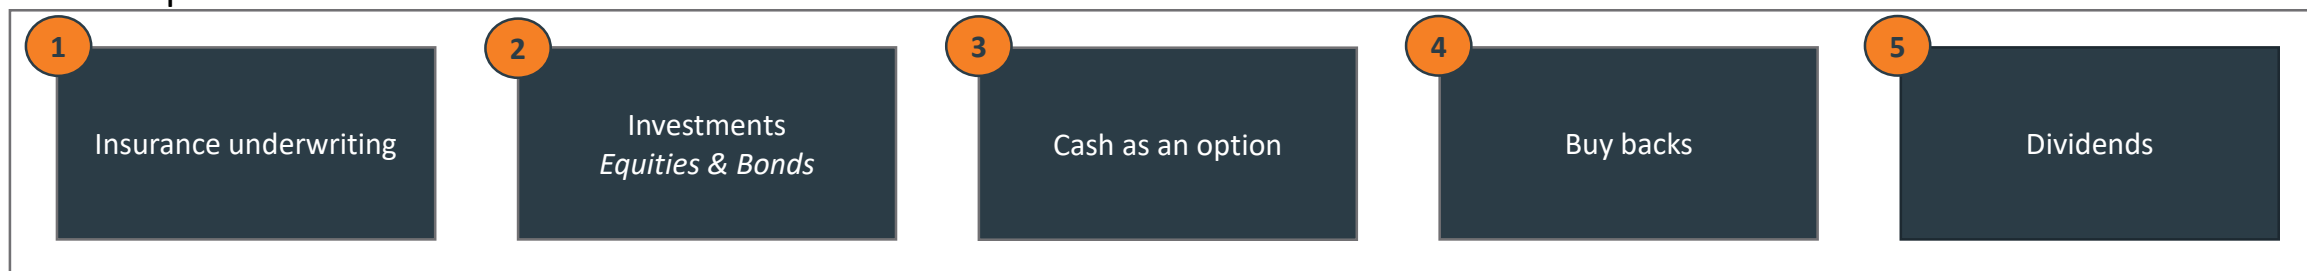 1
Insurance underwriting
2
Investments
Equities & Bonds
3
Cash as an option
4
Buy backs
5
Dividends